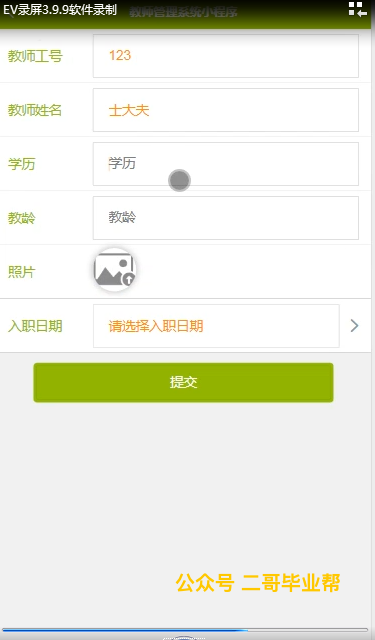 EV录屏3.9.9软件录制
教师管理系统小程序
教师工号 123
教师姓名 士大夫
学历 学历
教龄 教龄
照片
入职日期 请选择入职日期
提交
公众号 二哥毕业帮